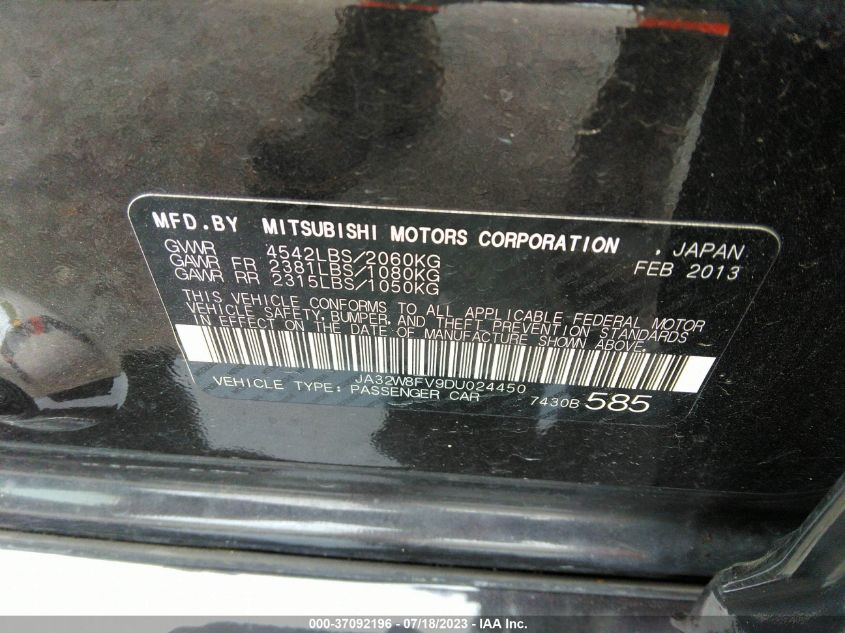 MFD.BY MITSUBISHI MOTORS CORPORATION , JAPAN
GVWR 4542LBS/2060KG FEB 2013
GAWR FR 2381LBS/1080KG
GAWR RR 2315LBS/1050KG
THIS VEHICLE CONFORMS TO ALL APPLICABLE FEDERAL MOTOR
VEHICLE SAFETY, BUMPER, AND THEFT PREVENTION STANDARDS
IN EFFECT ON THE DATE OF MANUFACTURE SHOWN ABOVE.
JA32W8FV9DU024450
VEHICLE TYPE: PASSENGER CAR 7430B 585
000-37092196 - 07/18/2023 - IAA Inc.